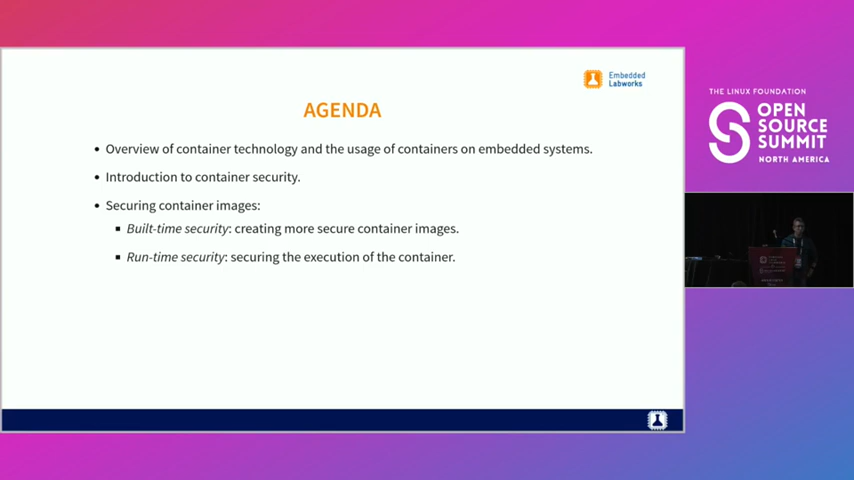 Embedded
Labworks
AGENDA
• Overview of container technology and the usage of containers on embedded systems.
• Introduction to container security.
• Securing container images:
▪ Built-time security: creating more secure container images.
▪ Run-time security: securing the execution of the container.
THE LINUX FOUNDATION
OPEN
SOURCE
SUMMIT
NORTH AMERICA